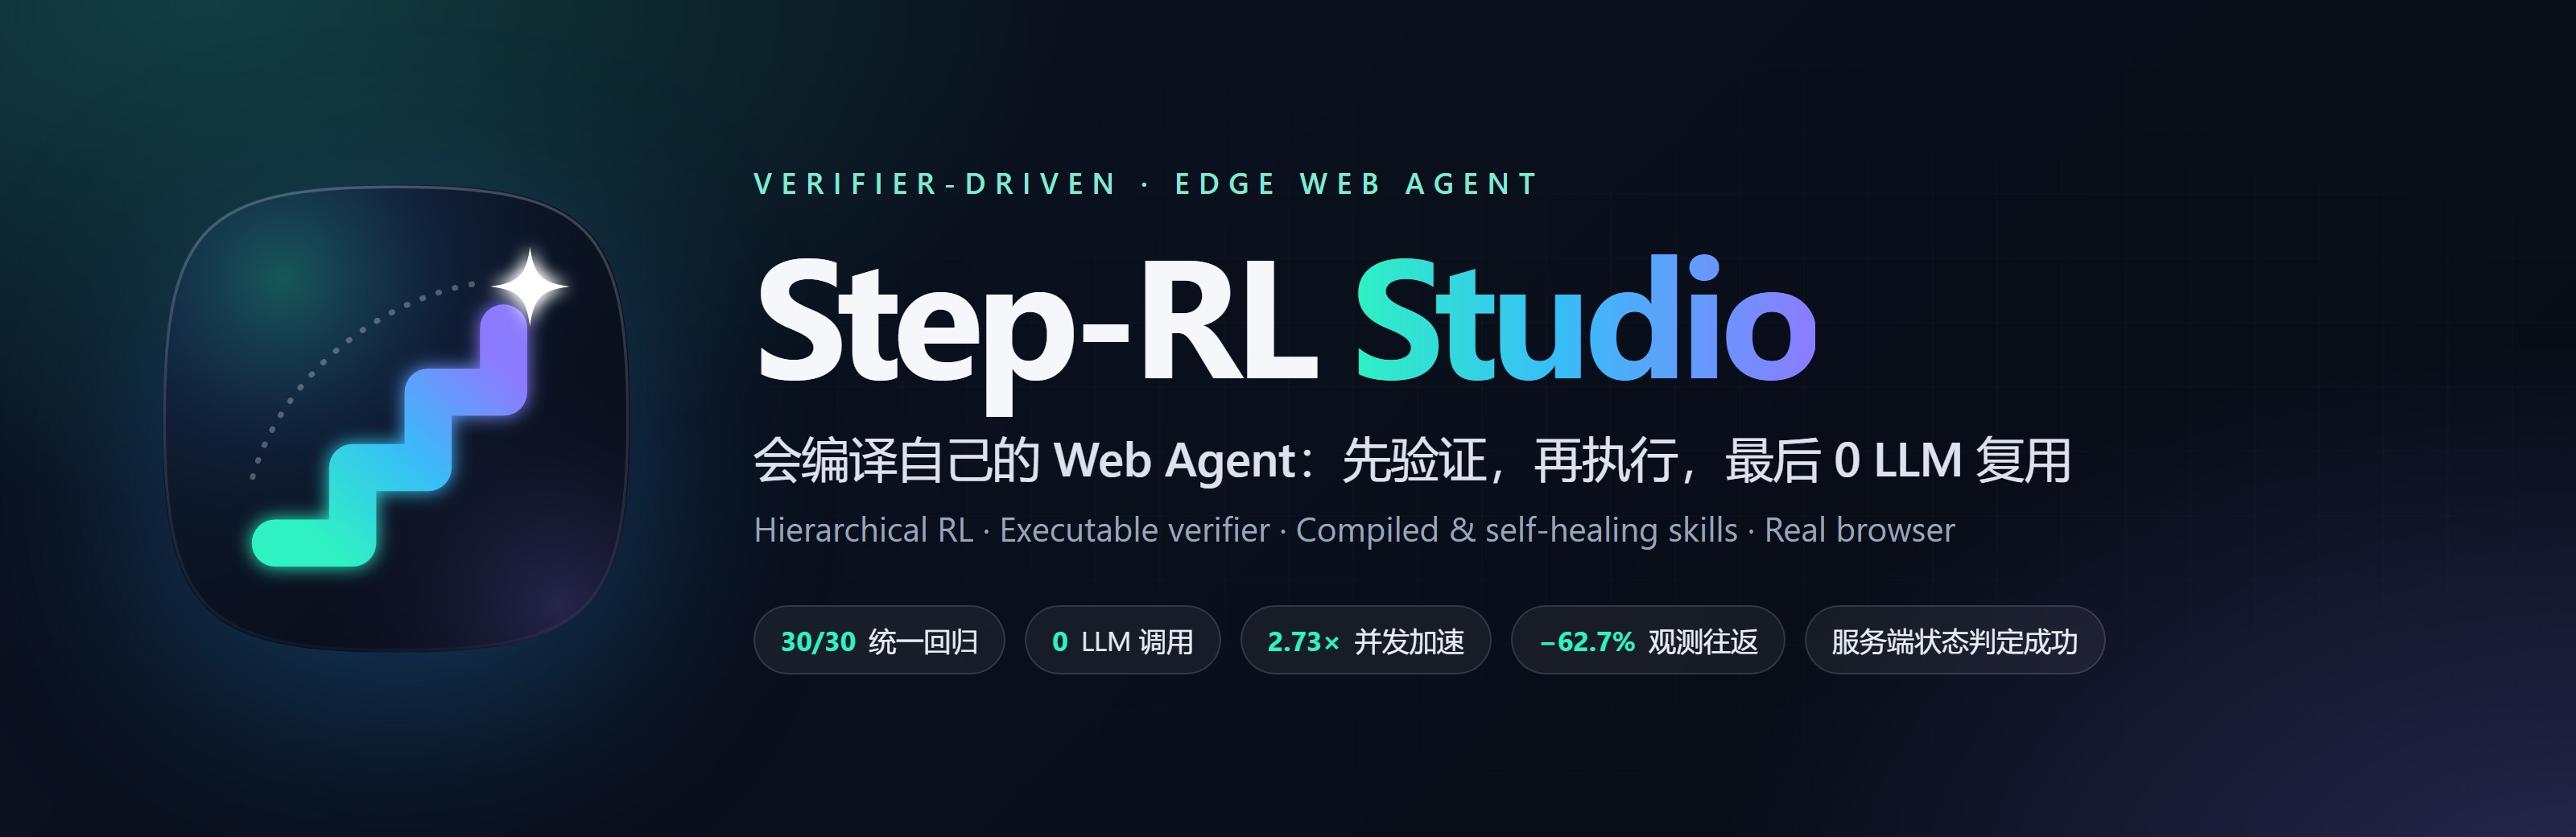 VERIFIER-DRIVEN · EDGE WEB AGENT
Step-RL Studio
会编译自己的 Web Agent：先验证，再执行，最后 0 LLM 复用
Hierarchical RL · Executable verifier · Compiled & self-healing skills · Real browser
30/30 统一回归 0 LLM 调用 2.73× 并发加速 −62.7% 观测往返 服务端状态判定成功